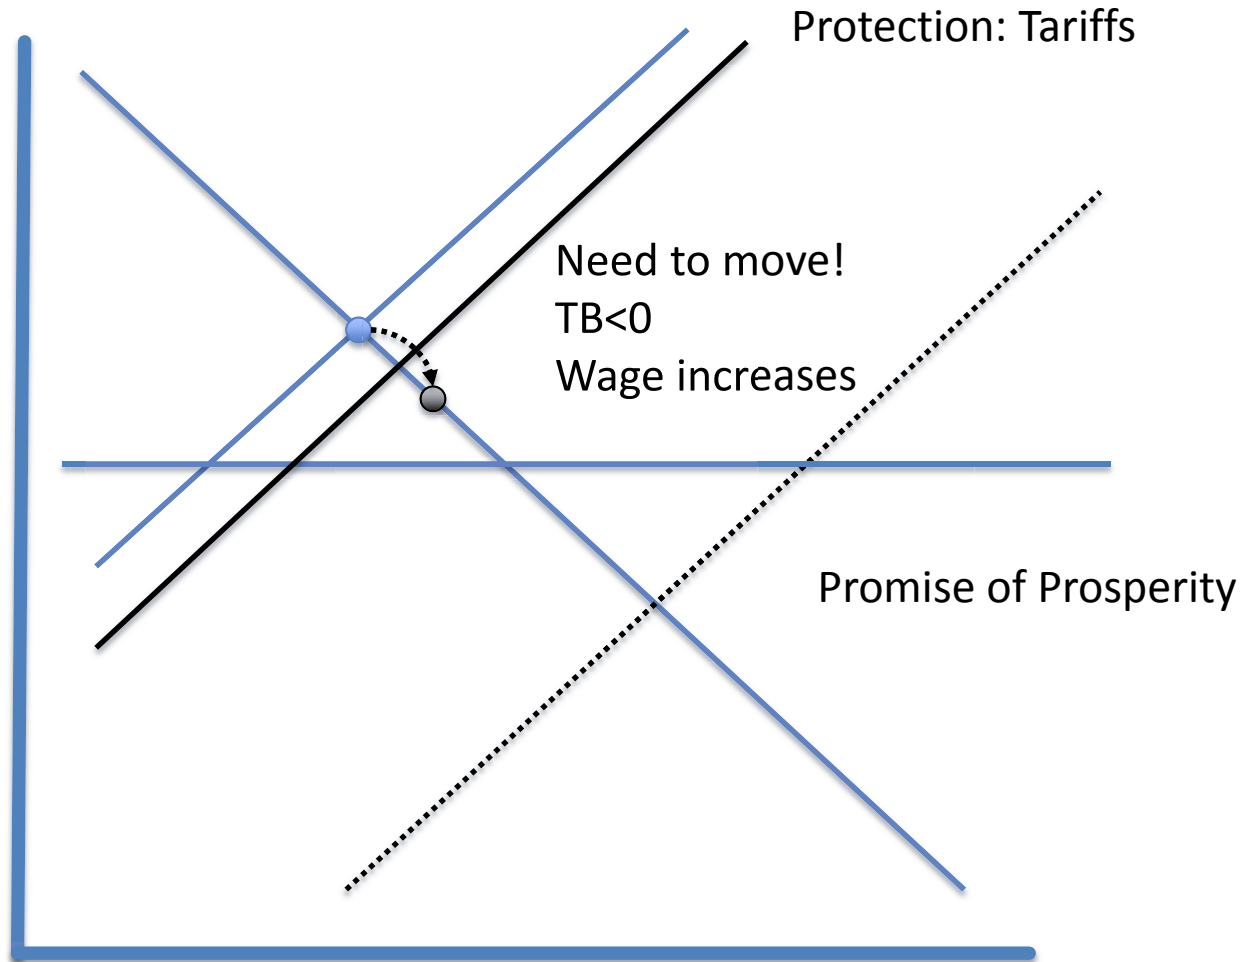 Protection: Tariffs
Need to move!
TB<0
Wage increases
Promise of Prosperity